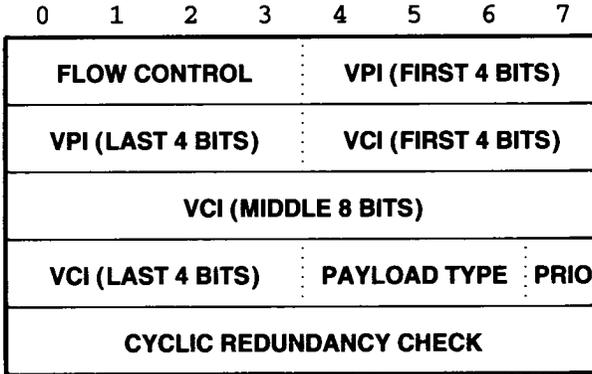 0 1 2 3 4 5 6 7
FLOW CONTROL VPI (FIRST 4 BITS)
VPI (LAST 4 BITS) VCI (FIRST 4 BITS)
VCI (MIDDLE 8 BITS)
VCI (LAST 4 BITS) PAYLOAD TYPE PRIO
CYCLIC REDUNDANCY CHECK